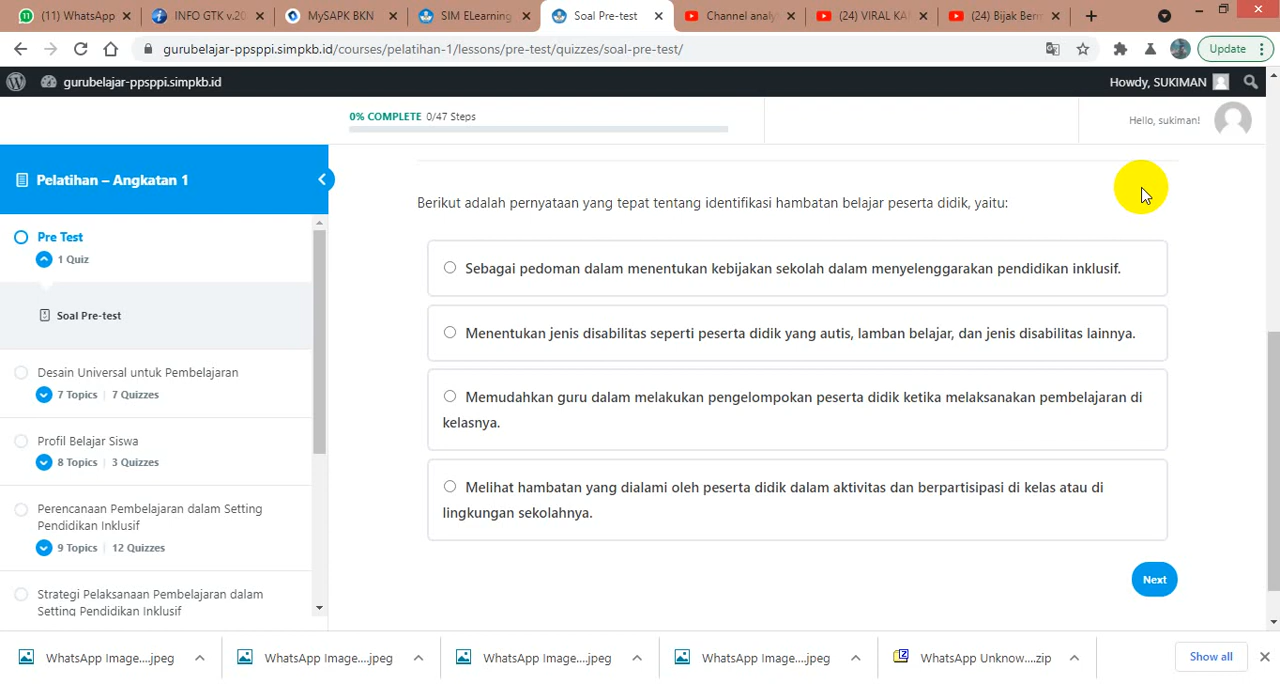 (11) WhatsApp
INFO GTK v.20
MySAPK BKN
SIM ELearning
Soal Pre-test
Channel analy
(24) VIRAL KA
(24) Bijak Ber
gurubelajar-ppsppi.simpkb.id/courses/pelatihan-1/lessons/pre-test/quizzes/soal-pre-test/
Update
gurubelajar-ppsppi.simpkb.id
Howdy, SUKIMAN
0% COMPLETE 0/47 Steps
Hello, sukiman!
Pelatihan – Angkatan 1
Pre Test
1 Quiz
Soal Pre-test
Desain Universal untuk Pembelajaran
7 Topics | 7 Quizzes
Profil Belajar Siswa
8 Topics | 3 Quizzes
Perencanaan Pembelajaran dalam Setting
Pendidikan Inklusif
9 Topics | 12 Quizzes
Strategi Pelaksanaan Pembelajaran dalam
Setting Pendidikan Inklusif
Berikut adalah pernyataan yang tepat tentang identifikasi hambatan belajar peserta didik, yaitu:
Sebagai pedoman dalam menentukan kebijakan sekolah dalam menyelenggarakan pendidikan inklusif.
Menentukan jenis disabilitas seperti peserta didik yang autis, lamban belajar, dan jenis disabilitas lainnya.
Memudahkan guru dalam melakukan pengelompokan peserta didik ketika melaksanakan pembelajaran di
kelasnya.
Melihat hambatan yang dialami oleh peserta didik dalam aktivitas dan berpartisipasi di kelas atau di
lingkungan sekolahnya.
Next
WhatsApp Image....jpeg
WhatsApp Image....jpeg
WhatsApp Image....jpeg
WhatsApp Image....jpeg
WhatsApp Unknow....zip
Show all